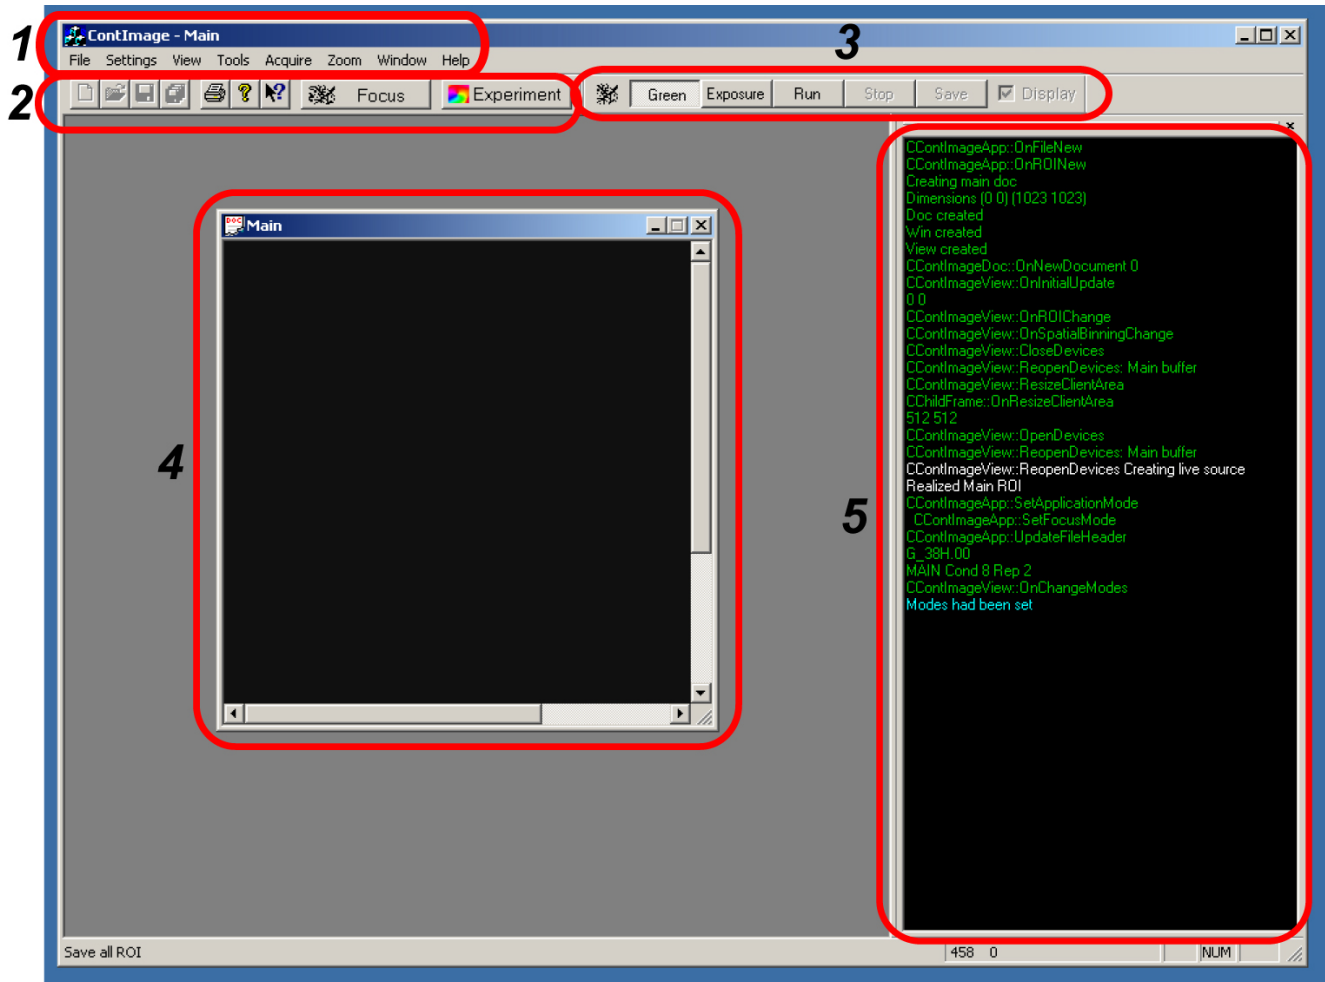 1
ContImage - Main
3
File Settings View Tools Acquire Zoom Window Help
2
Focus Experiment Green Exposure Run Stop Save Display
CContImageApp::OnFileNew
CContImageApp::OnROINew
Creating main doc
Dimensions (0 0) (1023 1023)
Doc created
Win created
View created
CContImageDoc::OnNewDocument 0
CContImageView::OnInitialUpdate
0 0
CContImageView::OnROIChange
CContImageView::OnSpatialBinningChange
CContImageView::CloseDevices
CContImageView::ReopenDevices: Main buffer
CContImageView::ResizeClientArea
CChildFrame::OnResizeClientArea
512 512
CContImageView::OpenDevices
CContImageView::ReopenDevices: Main buffer
CContImageView::ReopenDevices Creating live source
Realized Main ROI
CContImageApp::SetApplicationMode
CContImageApp::SetFocusMode
CContImageApp::UpdateFileHeader
G_38H.00
MAIN Cond 8 Rep 2
CContImageView::OnChangeModes
Modes had been set
DOC Main
4
5
Save all ROI 458 0 NUM